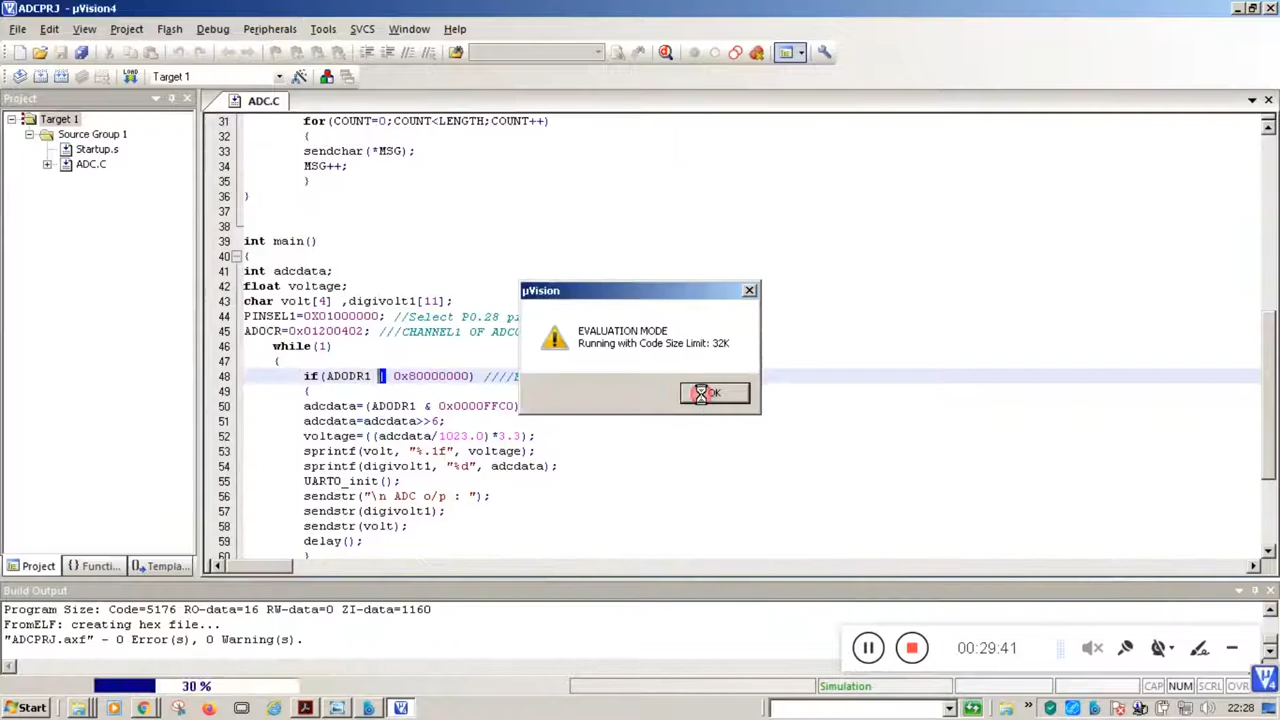 ADCPRJ - µVision4
File Edit View Project Flash Debug Peripherals Tools SVCS Window Help
LOAD Target 1
Project
ADC.C
Target 1
Source Group 1
Startup.s
ADC.C
31 for(COUNT=0;COUNT<LENGTH;COUNT++)
32 {
33 sendchar(*MSG);
34 MSG++;
35 }
36 }
37
38
39 int main()
40 {
41 int adcdata;
42 float voltage;
43 char volt[4] ,digivolt1[11];
44 PINSEL1=0X01000000; //Select P0.28 pi
45 AD0CR=0x01200402; ///CHANNEL1 OF ADC0
46 while(1)
47 {
48 if(AD0DR1 | 0x80000000) ////
49 {
50 adcdata=(AD0DR1 & 0x0000FFC0)
51 adcdata=adcdata>>6;
52 voltage=((adcdata/1023.0)*3.3);
53 sprintf(volt, "%.1f", voltage);
54 sprintf(digivolt1, "%d", adcdata);
55 UART0_init();
56 sendstr("\n ADC o/p : ");
57 sendstr(digivolt1);
58 sendstr(volt);
59 delay();
60 }
µVision
EVALUATION MODE
Running with Code Size Limit: 32K
OK
Project {} Functi... Templa...
Build Output
Program Size: Code=5176 RO-data=16 RW-data=0 ZI-data=1160
FromELF: creating hex file...
"ADCPRJ.axf" - 0 Error(s), 0 Warning(s).
00:29:41
30 %
Simulation
CAP NUM SCRL OVR
Start
22:28